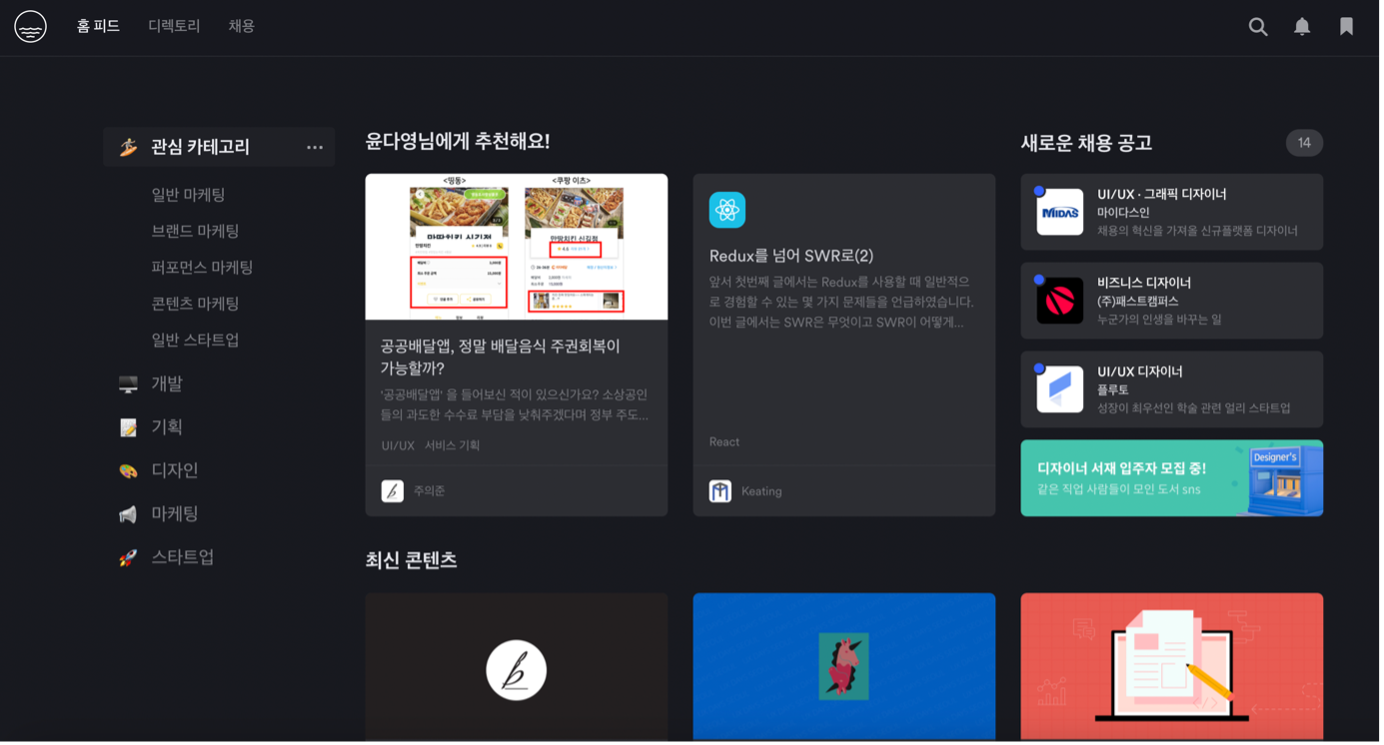 홈 피드
디렉토리
채용
관심 카테고리
일반 마케팅
브랜드 마케팅
퍼포먼스 마케팅
콘텐츠 마케팅
일반 스타트업
개발
기획
디자인
마케팅
스타트업
윤다영님에게 추천해요!
<띵동>
<쿠팡 이츠>
공공배달앱, 정말 배달음식 주권회복이
가능할까?
'공공배달앱' 을 들어보신 적이 있으신가요? 소상공인
들의 과도한 수수료 부담을 낮춰주겠다며 정부 주도...
UI/UX 서비스 기획
주의준
Redux를 넘어 SWR로(2)
앞서 첫번째 글에서는 Redux를 사용할 때 일반적으
로 경험할 수 있는 몇 가지 문제들을 언급하였습니다.
이번 글에서는 SWR은 무엇이고 SWR이 어떻게...
React
Keating
새로운 채용 공고
14
MIDAS
UI/UX · 그래픽 디자이너
마이다스인
채용의 혁신을 가져올 신규플랫폼 디자이너
비즈니스 디자이너
(주)패스트캠퍼스
누군가의 인생을 바꾸는 일
UI/UX 디자이너
플루토
성장이 최우선인 학술 관련 얼리 스타트업
디자이너 서재 입주자 모집 중!
같은 직업 사람들이 모인 도서 sns
Designer's
최신 콘텐츠